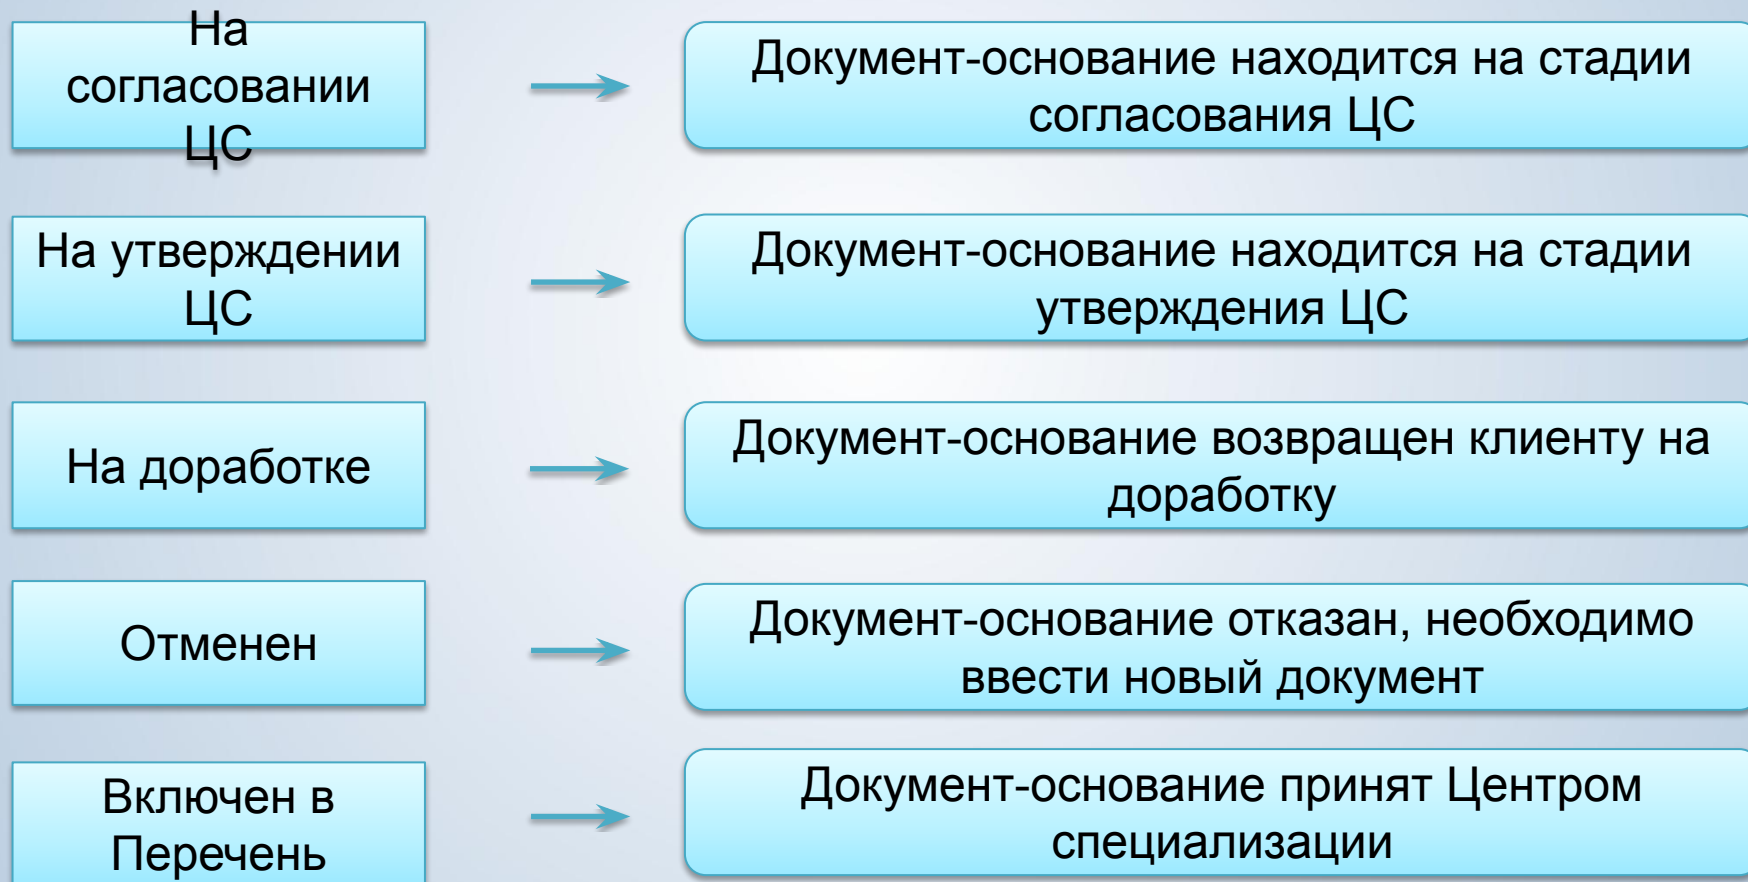 На
согласовании
ЦС
Документ-основание находится на стадии
согласования ЦС
На утверждении
ЦС
Документ-основание находится на стадии
утверждения ЦС
На доработке
Документ-основание возвращен клиенту на
доработку
Отменен
Документ-основание отказан, необходимо
ввести новый документ
Включен в
Перечень
Документ-основание принят Центром
специализации